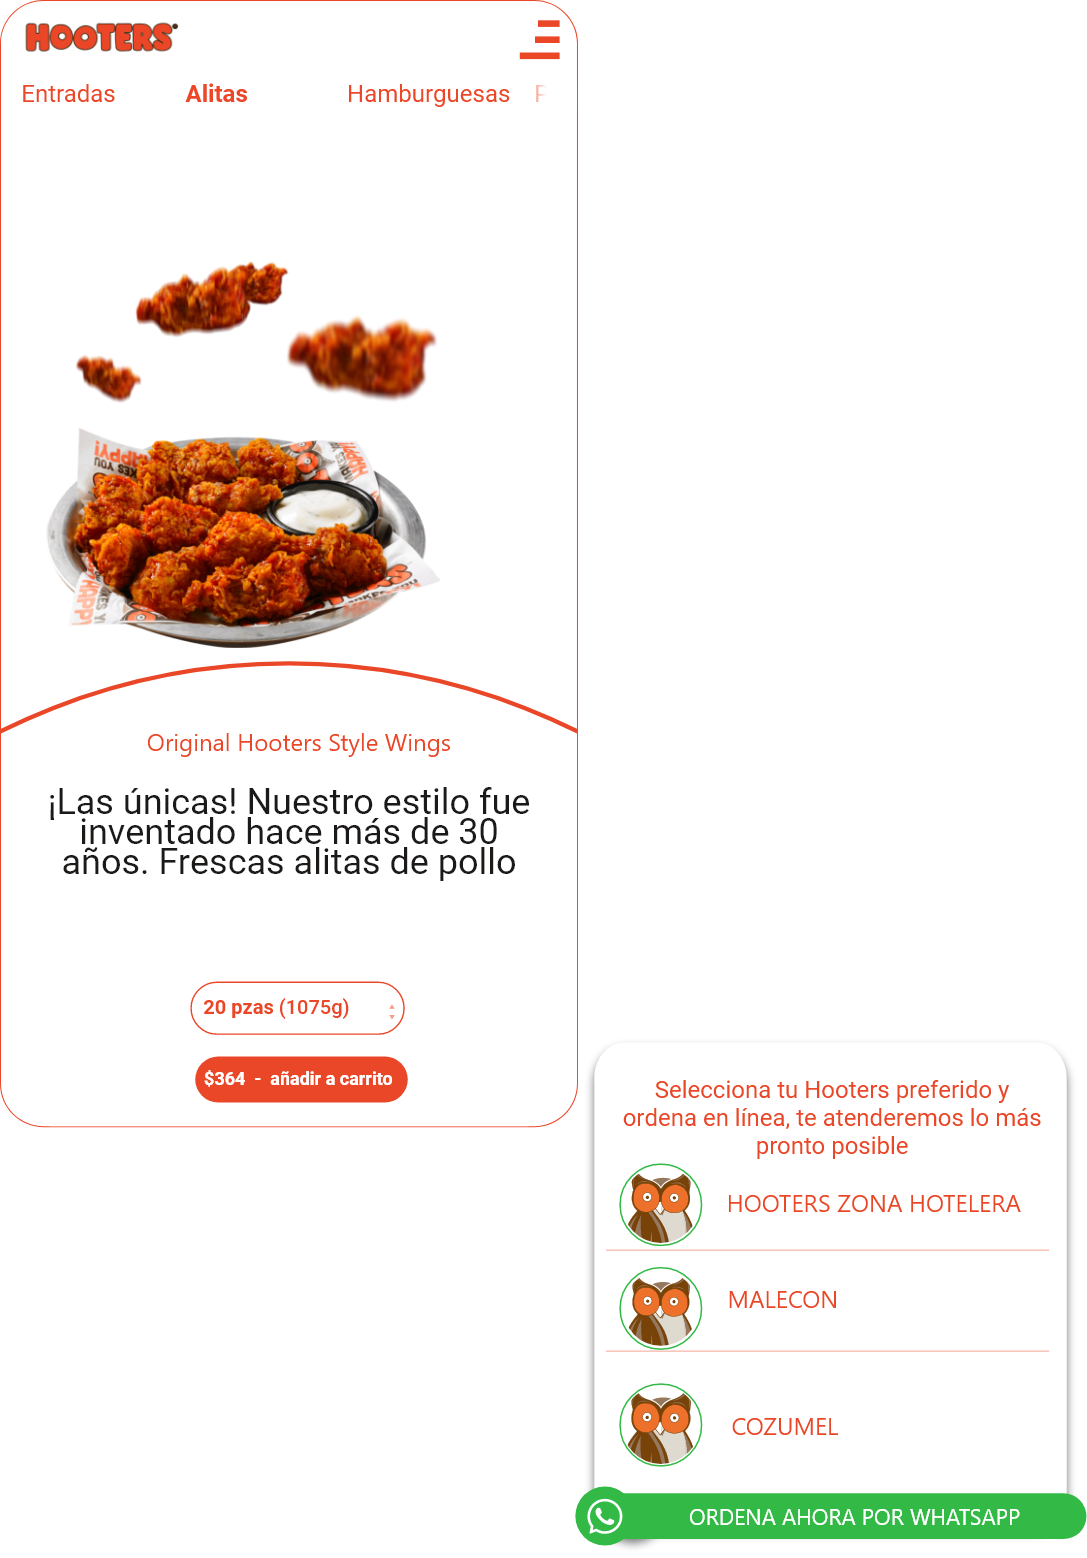 HOOTERS
Entradas Alitas Hamburguesas
HAPPY!
Original Hooters Style Wings
¡Las únicas! Nuestro estilo fue
inventado hace más de 30
años. Frescas alitas de pollo
20 pzas (1075g)
$364 - añadir a carrito
Selecciona tu Hooters preferido y
ordena en línea, te atenderemos lo más
pronto posible
HOOTERS ZONA HOTELERA
MALECON
COZUMEL
ORDENA AHORA POR WHATSAPP